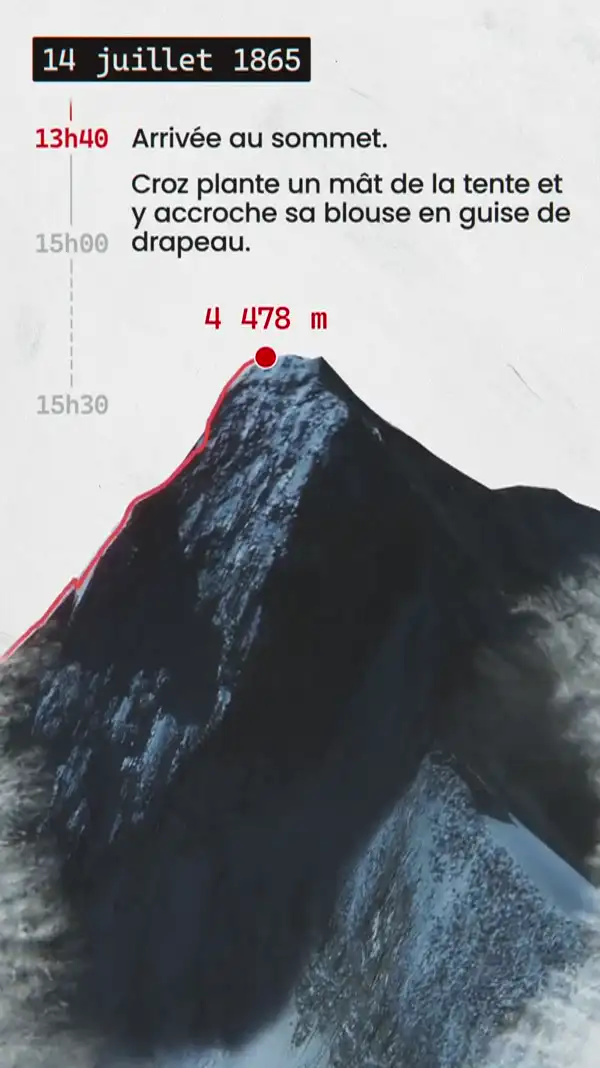 14 juillet 1865
13h40
Arrivée au sommet.
Croz plante un mât de la tente et
y accroche sa blouse en guise de
15h00
drapeau.
4 478 m
15h30